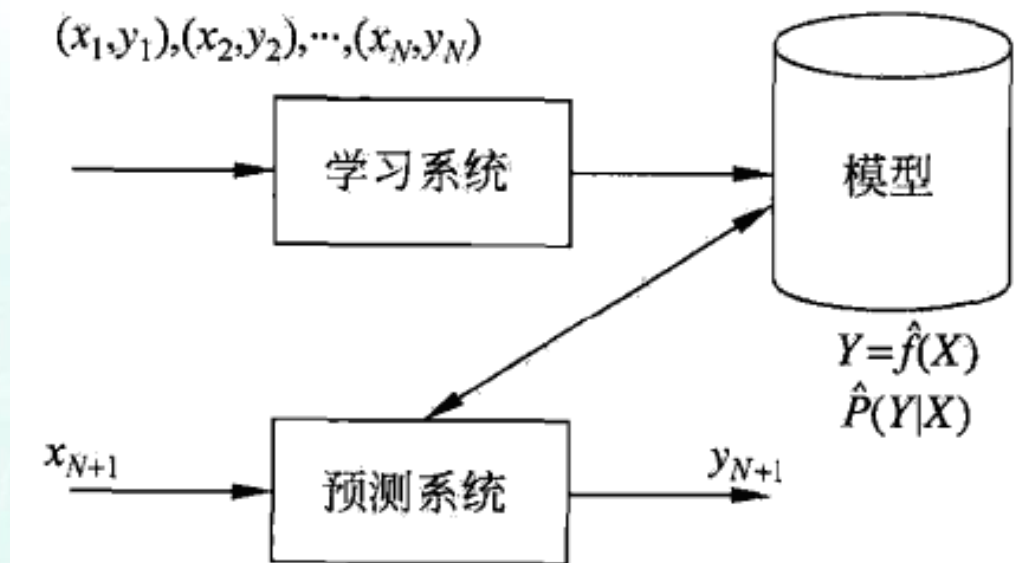 (x₁,y₁),(x₂,y₂),···,(x_N,y_N)
学习系统
模型
Y=f̂(X)
P̂(Y|X)
x_{N+1}
预测系统
y_{N+1}